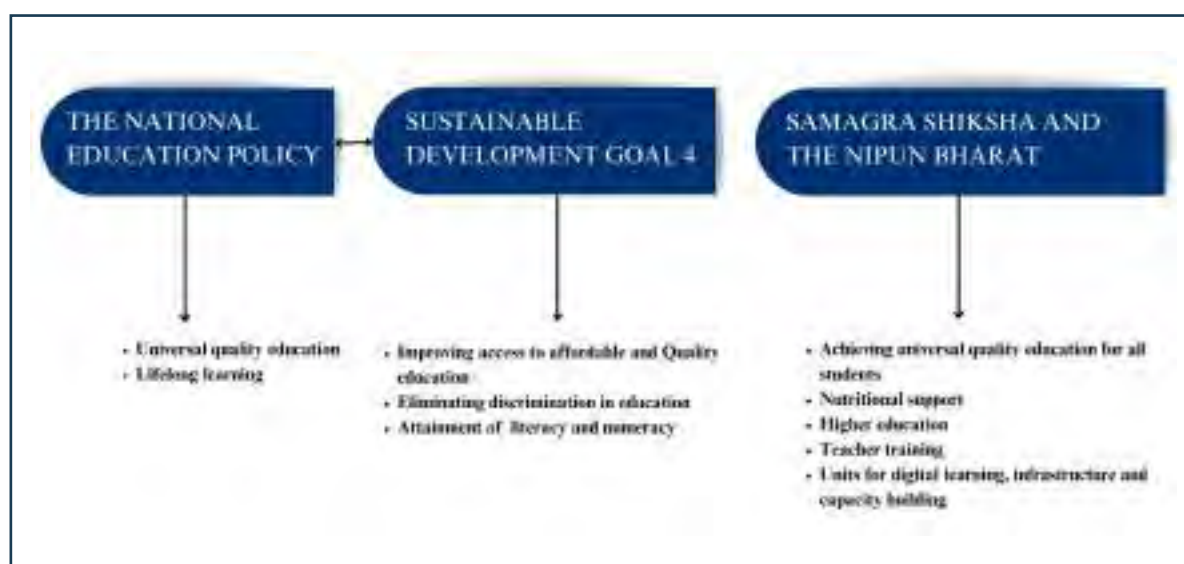 THE NATIONAL
EDUCATION POLICY
SUSTAINABLE
DEVELOPMENT GOAL 4
SAMAGRA SHIKSHA AND
THE NIPUN BHARAT
• Universal quality education
• Lifelong learning
• Improving access to affordable and Quality
education
• Eliminating discrimination in education
• Attainment of literacy and numeracy
• Achieving universal quality education for all
students
• Nutritional support
• Higher education
• Teacher training
• Units for digital learning, infrastructure and
capacity building